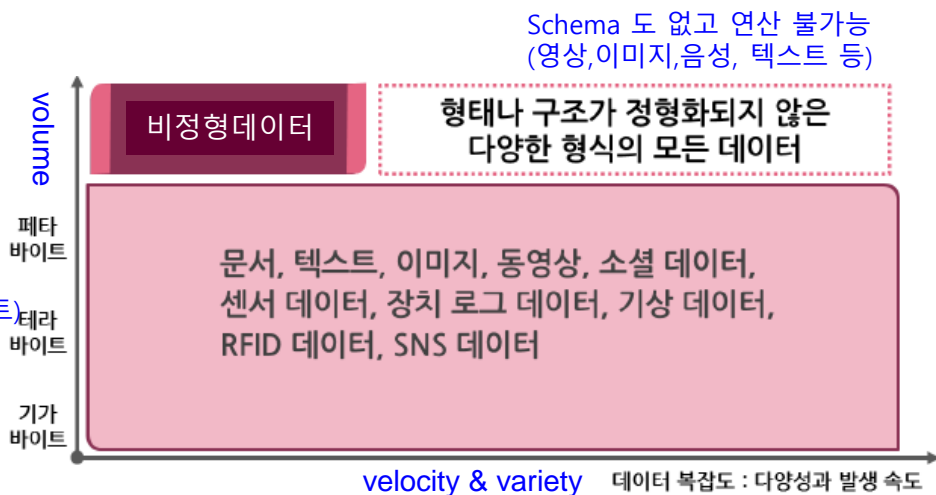 Schema 도 없고 연산 불가능
(영상,이미지,음성, 텍스트 등)
volume
비정형데이터
형태나 구조가 정형화되지 않은
다양한 형식의 모든 데이터
페타
바이트
문서, 텍스트, 이미지, 동영상, 소셜 데이터,
센서 데이터, 장치 로그 데이터, 기상 데이터,
RFID 데이터, SNS 데이터
트)
테라
바이트
기가
바이트
velocity & variety
데이터 복잡도 : 다양성과 발생 속도